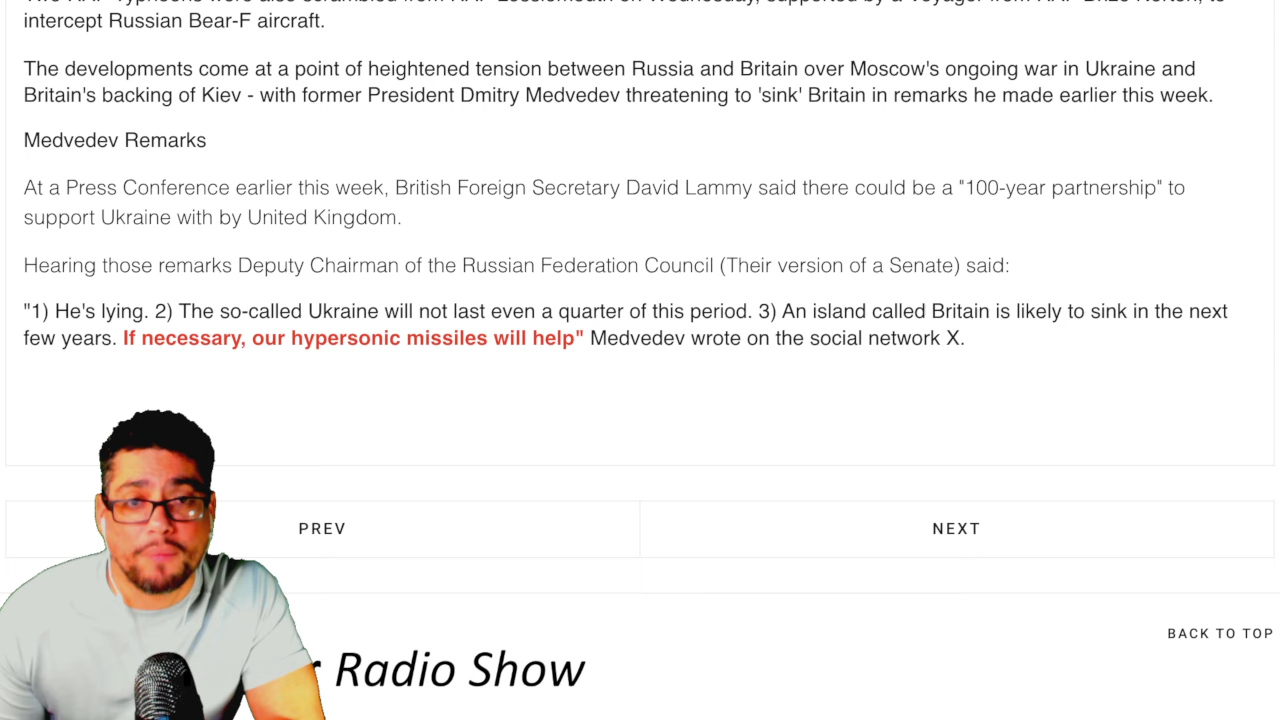 intercept Russian Bear-F aircraft.
The developments come at a point of heightened tension between Russia and Britain over Moscow's ongoing war in Ukraine and
Britain's backing of Kiev - with former President Dmitry Medvedev threatening to 'sink' Britain in remarks he made earlier this week.
Medvedev Remarks
At a Press Conference earlier this week, British Foreign Secretary David Lammy said there could be a "100-year partnership" to
support Ukraine with by United Kingdom.
Hearing those remarks Deputy Chairman of the Russian Federation Council (Their version of a Senate) said:
"1) He's lying. 2) The so-called Ukraine will not last even a quarter of this period. 3) An island called Britain is likely to sink in the next
few years. If necessary, our hypersonic missiles will help" Medvedev wrote on the social network X.
PREV
NEXT
BACK TO TOP
Radio Show